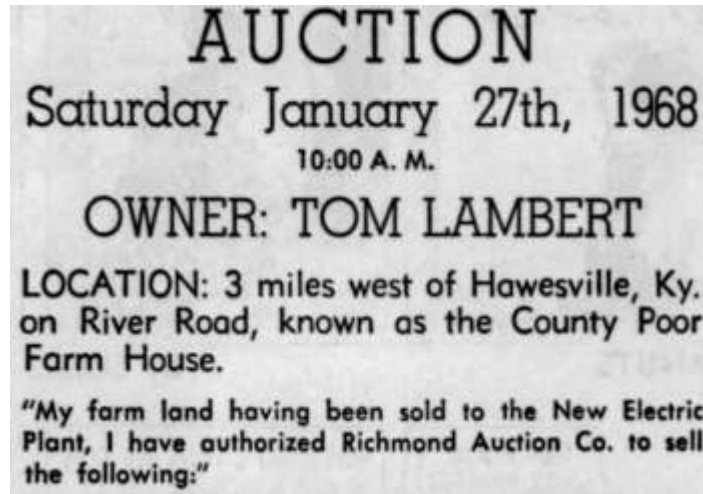 AUCTION
Saturday January 27th, 1968
10:00 A. M.
OWNER: TOM LAMBERT
LOCATION: 3 miles west of Hawesville, Ky.
on River Road, known as the County Poor
Farm House.
"My farm land having been sold to the New Electric
Plant, I have authorized Richmond Auction Co. to sell
the following:"